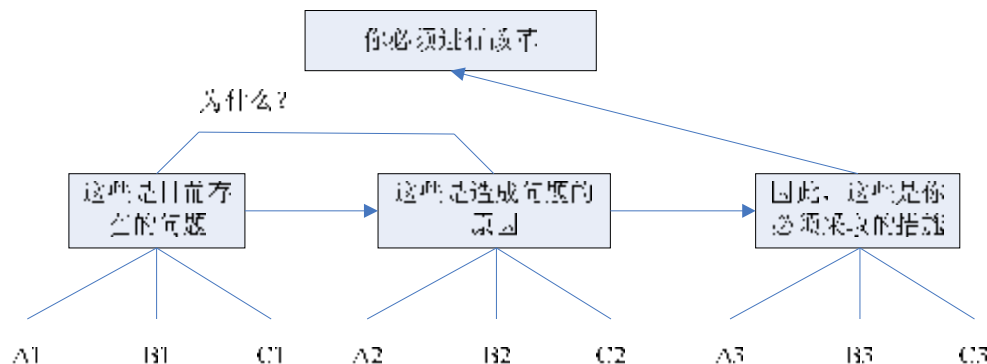 你必须进行改革
为什么?
这些是目前存
在的问题
这些是造成问题的
原因
因此，这些是你
必须采取的措施
A1 B1 C1 A2 B2 C2 A3 B3 C3